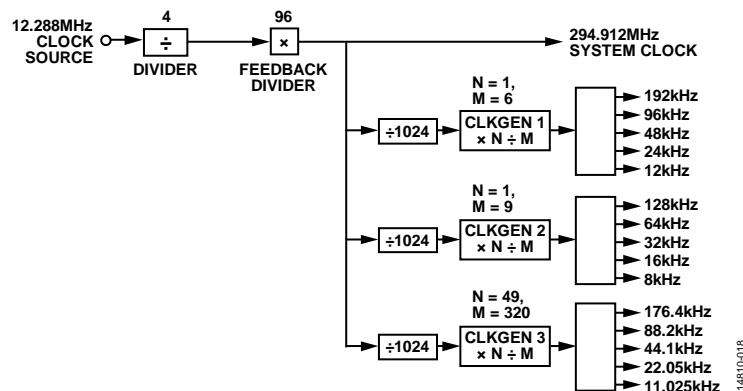 4
96
12.288MHz
CLOCK
SOURCE
÷
×
294.912MHz
SYSTEM CLOCK
DIVIDER
FEEDBACK
DIVIDER
N = 1,
M = 6
÷1024
CLKGEN 1
× N ÷ M
192kHz
96kHz
48kHz
24kHz
12kHz
N = 1,
M = 9
÷1024
CLKGEN 2
× N ÷ M
128kHz
64kHz
32kHz
16kHz
8kHz
N = 49,
M = 320
÷1024
CLKGEN 3
× N ÷ M
176.4kHz
88.2kHz
44.1kHz
22.05kHz
11.025kHz
14810-018